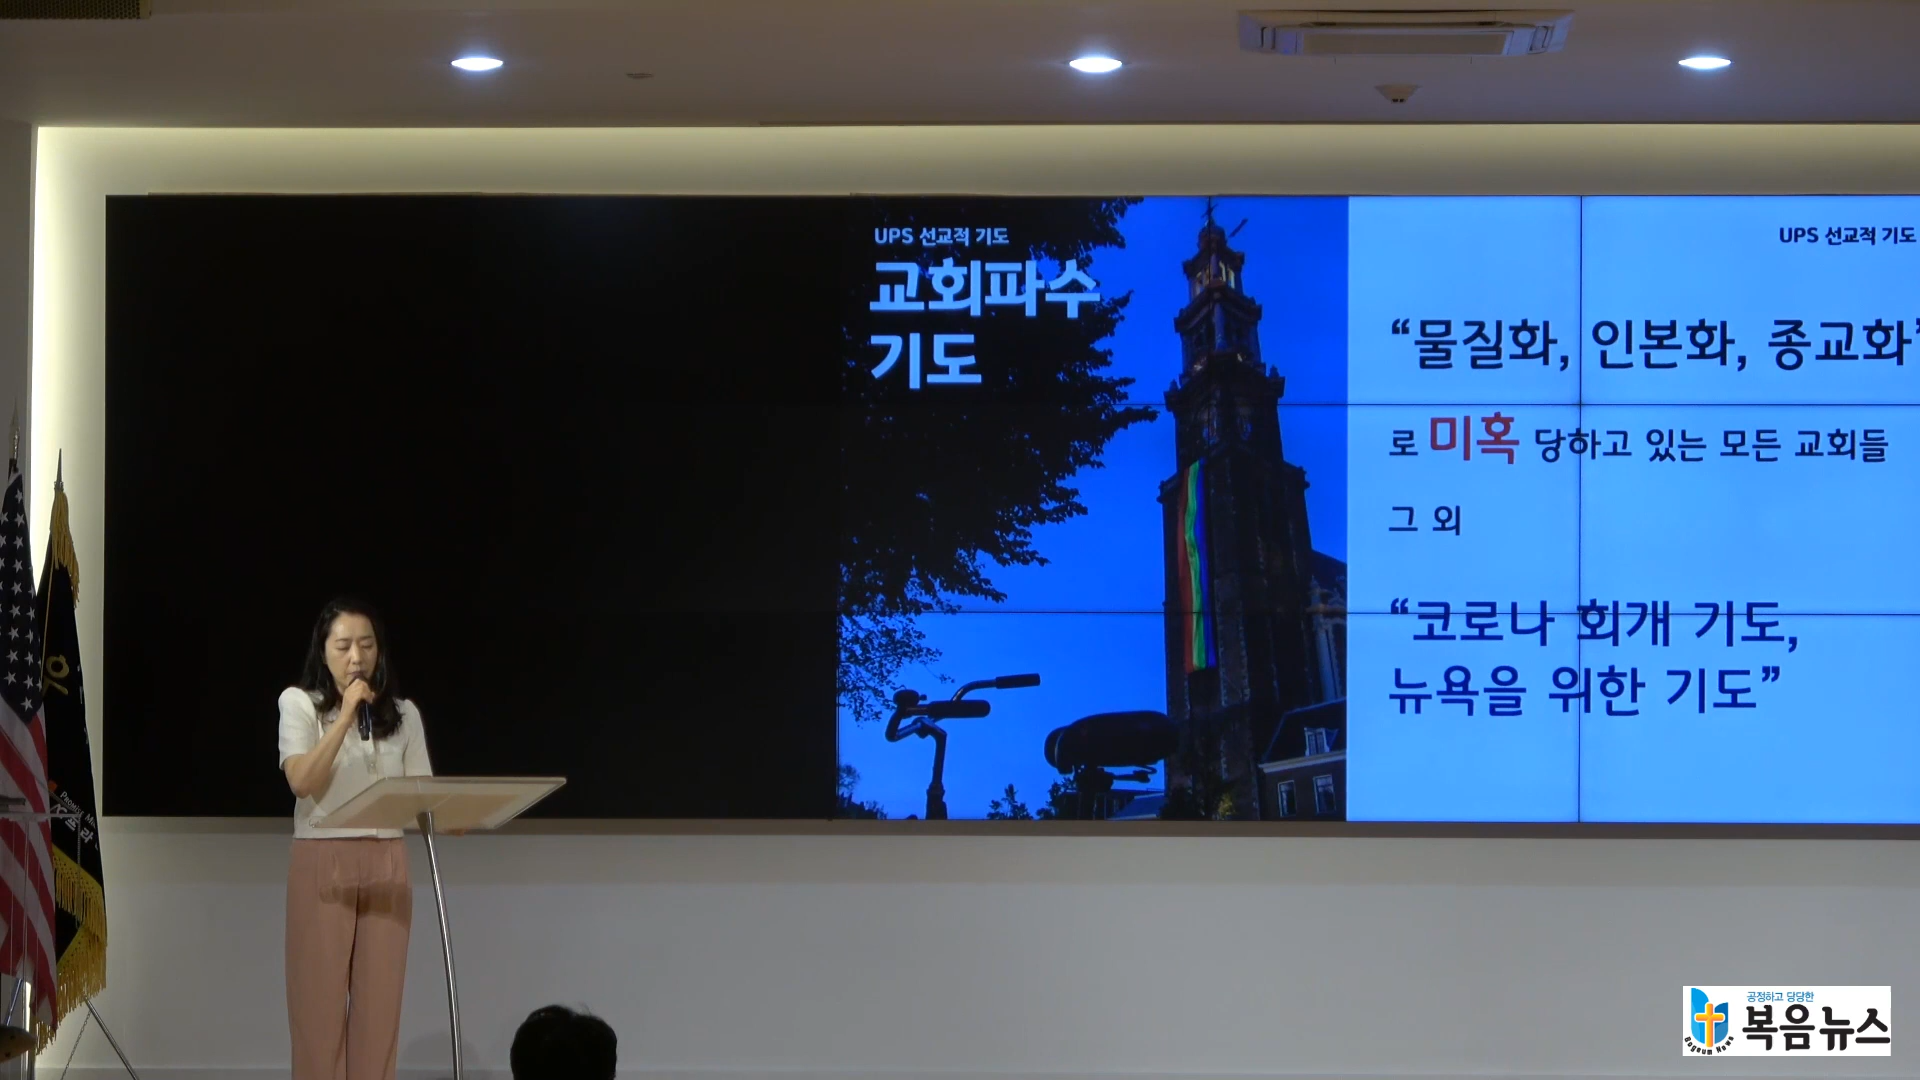 UPS 선교적 기도
교회파수
기도
UPS 선교적 기도
“물질화, 인본화, 종교화”
로 미혹 당하고 있는 모든 교회들
그 외
“코로나 회개 기도,
뉴욕을 위한 기도”
공정하고 당당한
복음뉴스
Bogeum News